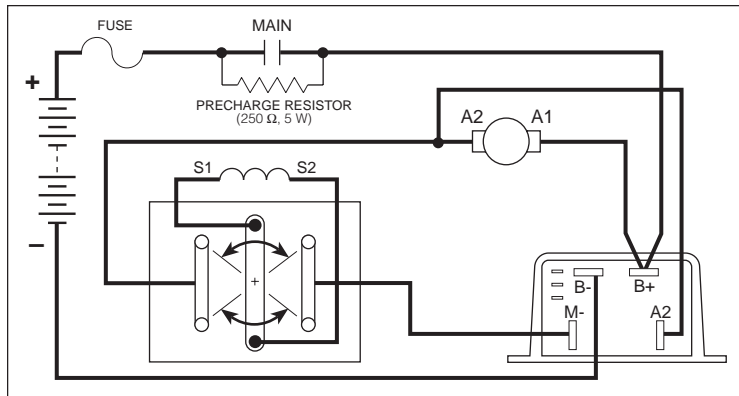 FUSE
MAIN
+
PRECHARGE RESISTOR
(250 Ω, 5 W)
A2 A1
S1 S2
+
–
B- B+
M- A2